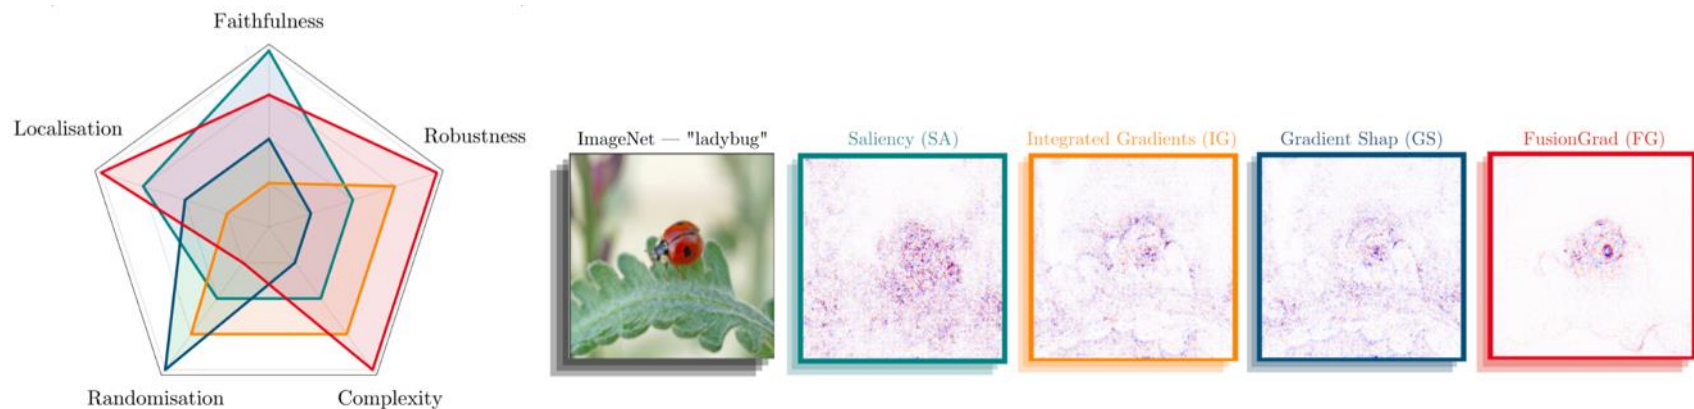 Faithfulness
Localisation
Robustness
Randomisation
Complexity
ImageNet — "ladybug"
Saliency (SA)
Integrated Gradients (IG)
Gradient Shap (GS)
FusionGrad (FG)